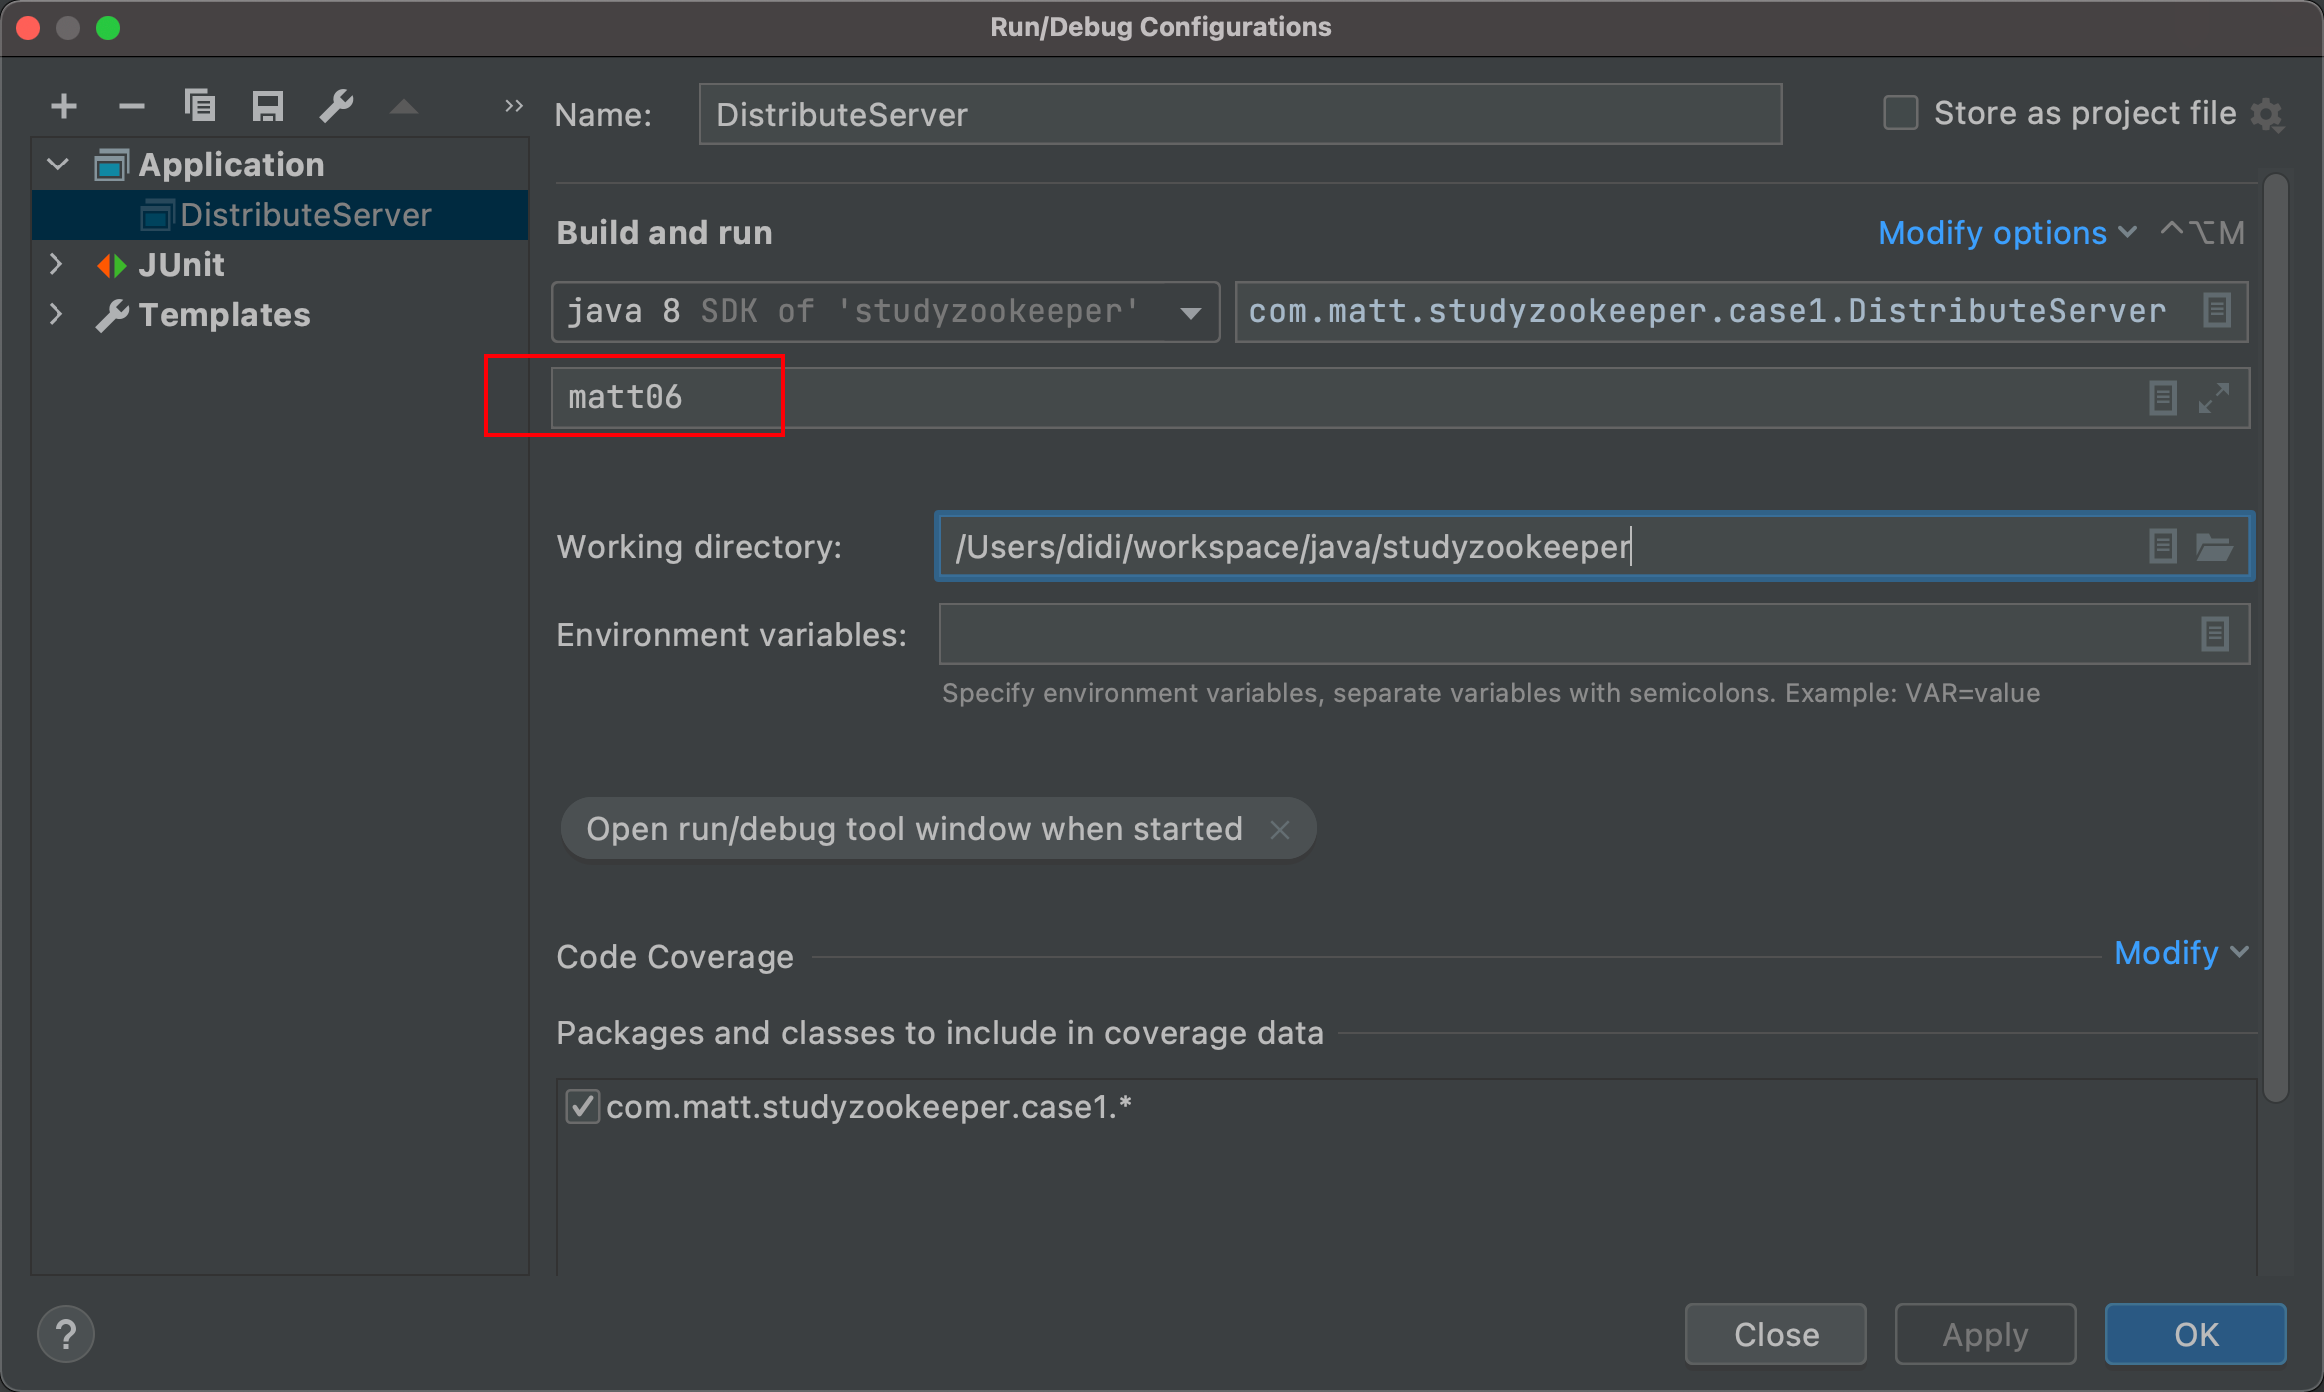 Run/Debug Configurations
Name: DistributeServer
Store as project file
Application
DistributeServer
JUnit
Templates
Build and run
Modify options ⌃⌥M
java 8 SDK of 'studyzookeeper'
com.matt.studyzookeeper.case1.DistributeServer
matt06
Working directory: /Users/didi/workspace/java/studyzookeeper
Environment variables:
Specify environment variables, separate variables with semicolons. Example: VAR=value
Open run/debug tool window when started
Code Coverage
Modify
Packages and classes to include in coverage data
com.matt.studyzookeeper.case1.*
?
Close
Apply
OK